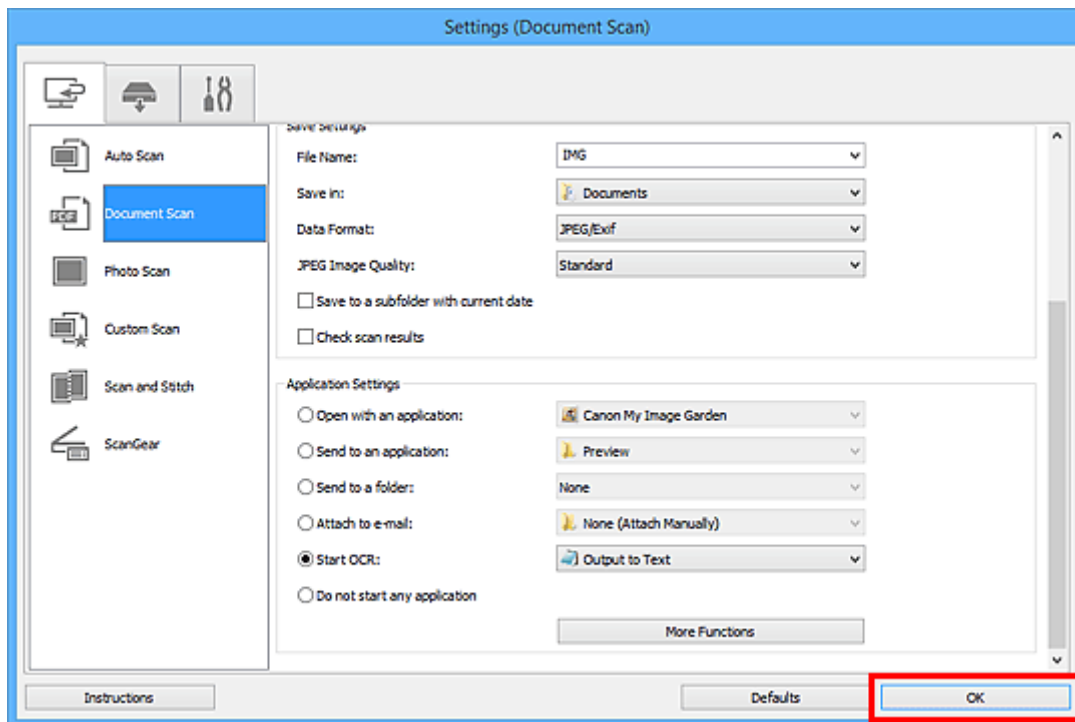 Settings (Document Scan)
Save Settings
Auto Scan
Document Scan
Photo Scan
Custom Scan
Scan and Stitch
ScanGear
PDF
File Name: IMG
Save in: Documents
Data Format: JPEG/Exif
JPEG Image Quality: Standard
Save to a subfolder with current date
Check scan results
Application Settings
Open with an application: Canon My Image Garden
Send to an application: Preview
Send to a folder: None
Attach to e-mail: None (Attach Manually)
Start OCR: Output to Text
Do not start any application
More Functions
Instructions
Defaults
OK